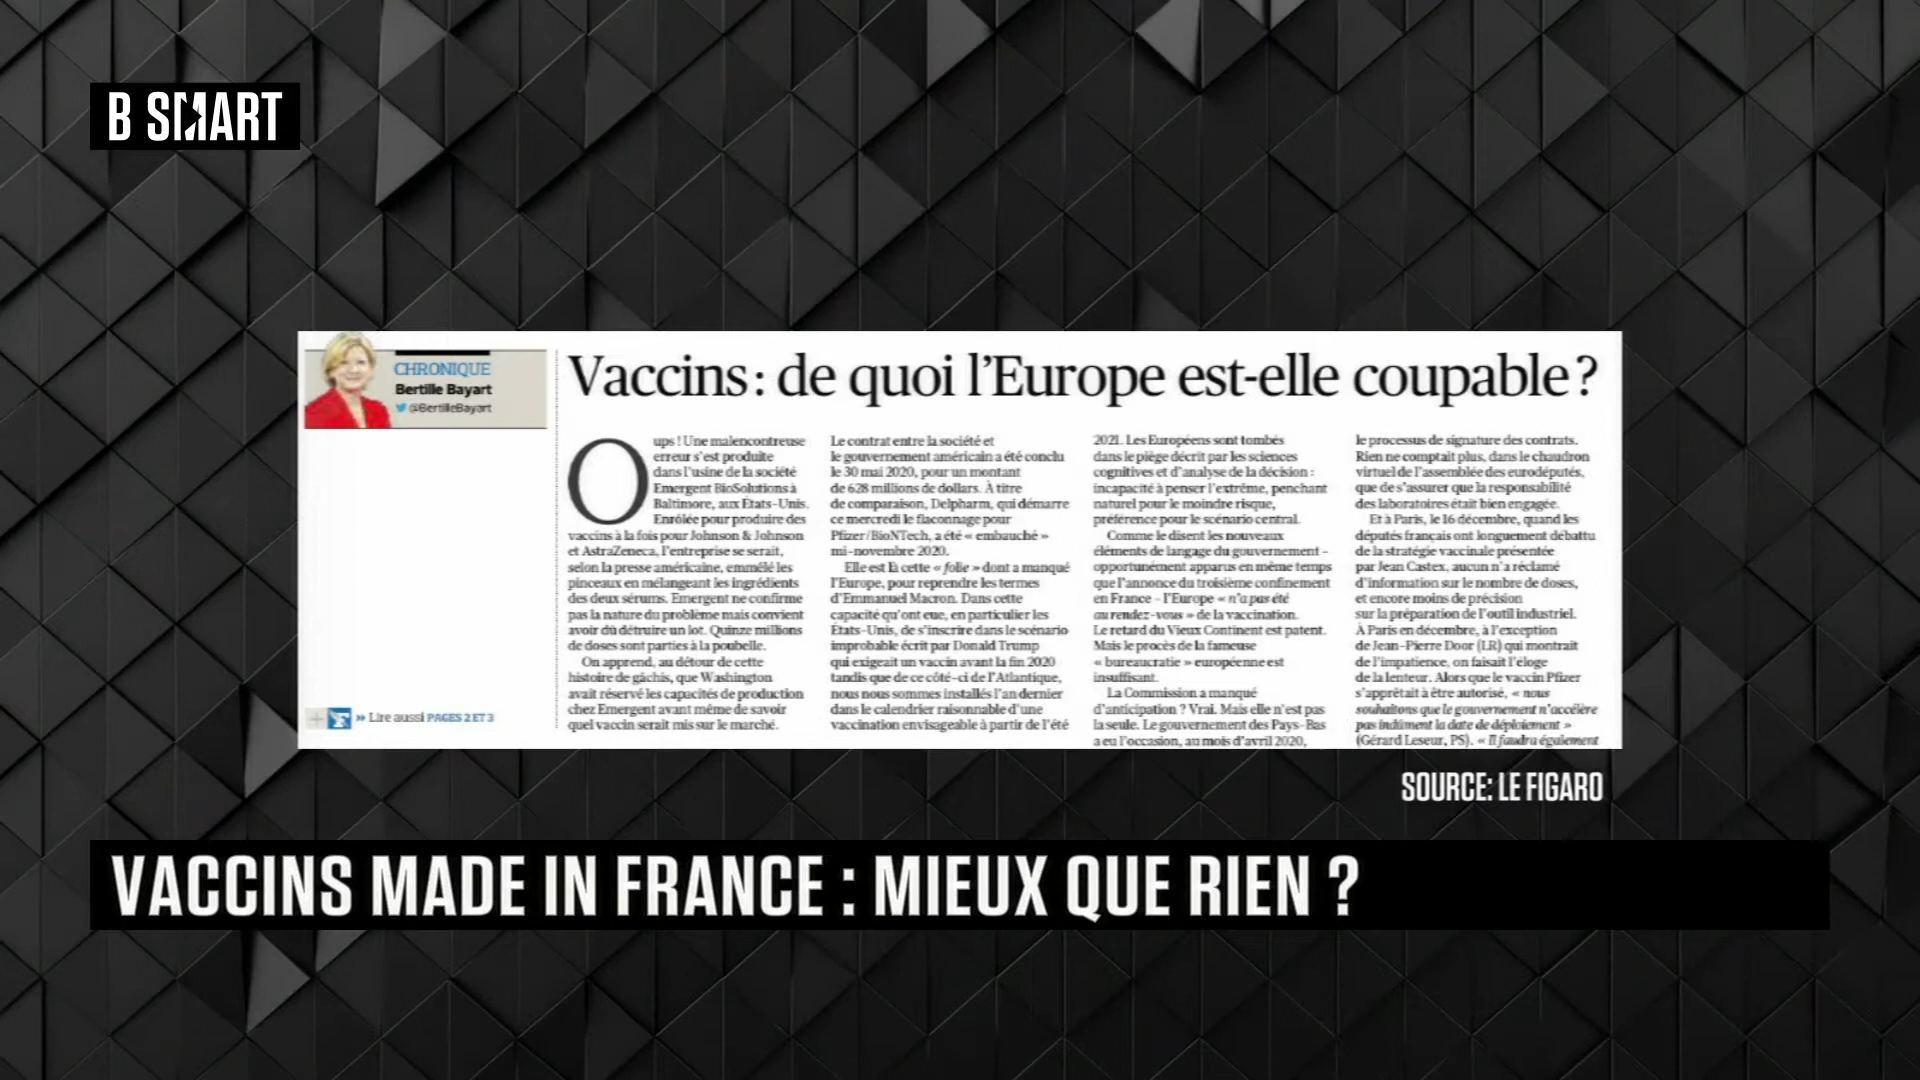 B SMART
CHRONIQUE
Bertille Bayart
@BertilleBayart
» Lire aussi PAGES 2 ET 3
Vaccins : de quoi l'Europe est-elle coupable ?
Oups ! Une malencontreuse
erreur s'est produite
dans l'usine de la société
Emergent BioSolutions à
Baltimore, aux États-Unis.
Enrôlée pour produire des
vaccins à la fois pour Johnson & Johnson
et AstraZeneca, l'entreprise se serait,
selon la presse américaine, emmêlé les
pinceaux en mélangeant les ingrédients
des deux sérums. Emergent ne confirme
pas la nature du problème mais convient
avoir dû détruire un lot. Quinze millions
de doses sont parties à la poubelle.
On apprend, au détour de cette
histoire de gâchis, que Washington
avait réservé les capacités de production
chez Emergent avant même de savoir
quel vaccin serait mis sur le marché.
Le contrat entre la société et
le gouvernement américain a été conclu
le 30 mai 2020, pour un montant
de 628 millions de dollars. À titre
de comparaison, Delpharm, qui démarre
ce mercredi le flaconnage pour
Pfizer/BioNTech, a été « embauché »
mi-novembre 2020.
Elle est là cette « folie » dont a manqué
l'Europe, pour reprendre les termes
d'Emmanuel Macron. Dans cette
capacité qu'ont eue, en particulier les
États-Unis, de s'inscrire dans le scénario
improbable écrit par Donald Trump
qui exigeait un vaccin avant la fin 2020
tandis que de ce côté-ci de l'Atlantique,
nous nous sommes installés l'an dernier
dans le calendrier raisonnable d'une
vaccination envisageable à partir de l'été
2021. Les Européens sont tombés
dans le piège décrit par les sciences
cognitives et d'analyse de la décision :
incapacité à penser l'extrême, penchant
naturel pour le moindre risque,
préférence pour le scénario central.
Comme le disent les nouveaux
éléments de langage du gouvernement -
opportunément apparus en même temps
que l'annonce du troisième confinement
en France - l'Europe « n'a pas été
au rendez-vous » de la vaccination.
Le retard du Vieux Continent est patent.
Mais le procès de la fameuse
« bureaucratie » européenne est
insuffisant.
La Commission a manqué
d'anticipation ? Vrai. Mais elle n'est pas
la seule. Le gouvernement des Pays-Bas
a eu l'occasion, au mois d'avril 2020,
le processus de signature des contrats.
Rien ne comptait plus, dans le chaudron
virtuel de l'assemblée des eurodéputés,
que de s'assurer que la responsabilité
des laboratoires était bien engagée.
Et à Paris, le 16 décembre, quand les
députés français ont longuement débattu
de la stratégie vaccinale présentée
par Jean Castex, aucun n'a réclamé
d'information sur le nombre de doses,
et encore moins de précision
sur la préparation de l'outil industriel.
À Paris en décembre, à l'exception
de Jean-Pierre Door (LR) qui montrait
de l'impatience, on faisait l'éloge
de la lenteur. Alors que le vaccin Pfizer
s'apprêtait à être autorisé, « nous
souhaitons que le gouvernement n'accélère
pas indûment la date de déploiement »
(Gérard Leseur, PS). « Il faudra également
SOURCE: LE FIGARO
VACCINS MADE IN FRANCE : MIEUX QUE RIEN ?